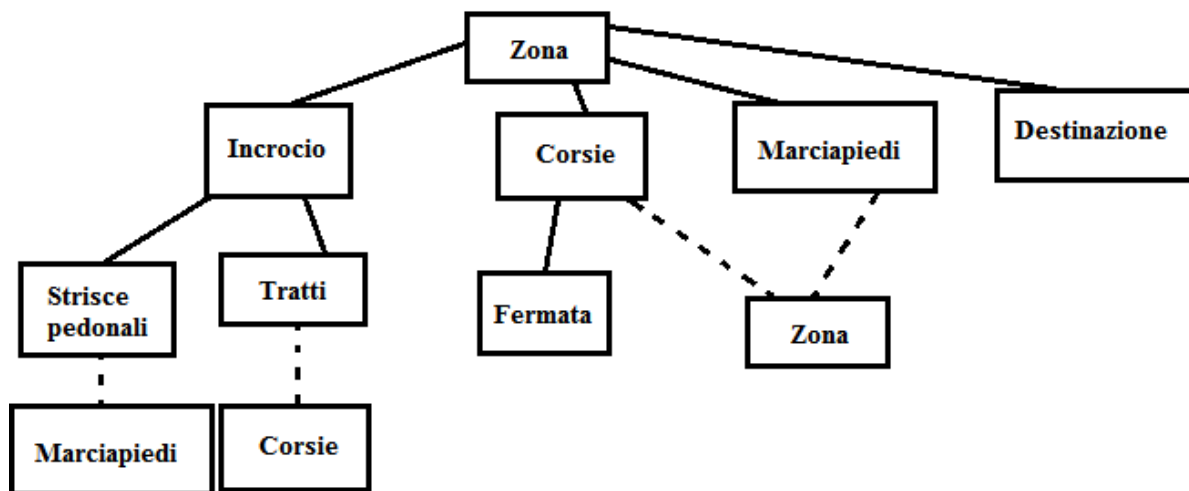 Zona
Incrocio
Corsie
Marciapiedi
Destinazione
Strisce
pedonali
Tratti
Fermata
Zona
Marciapiedi
Corsie